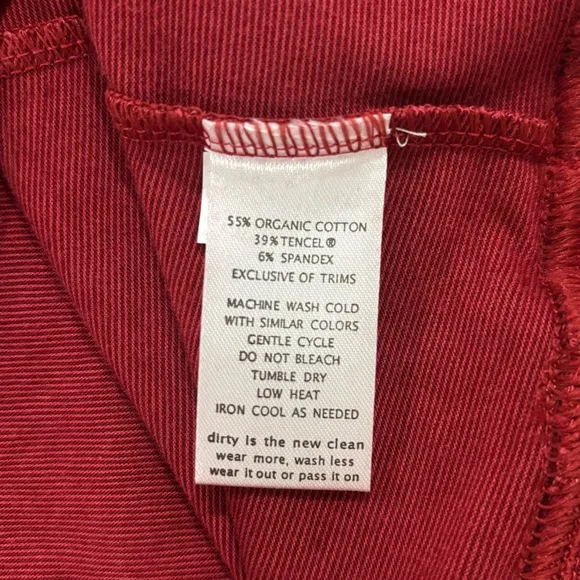 55% ORGANIC COTTON
39% TENCEL®
6% SPANDEX
EXCLUSIVE OF TRIMS
MACHINE WASH COLD
WITH SIMILAR COLORS
GENTLE CYCLE
DO NOT BLEACH
TUMBLE DRY
LOW HEAT
IRON COOL AS NEEDED
dirty is the new clean
wear more, wash less
wear it out or pass it on